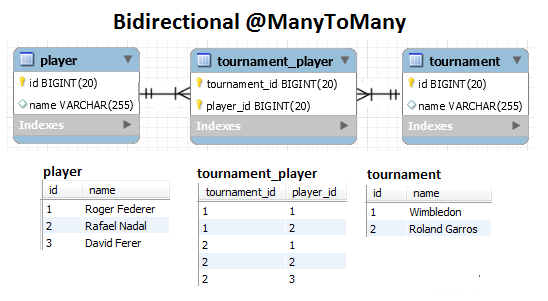 Bidirectional @ManyToMany
player
id BIGINT(20)
name VARCHAR(255)
Indexes
tournament_player
tournament_id BIGINT(20)
player_id BIGINT(20)
Indexes
tournament
id BIGINT(20)
name VARCHAR(255)
Indexes
player
id name
1 Roger Federer
2 Rafael Nadal
3 David Ferer
tournament_player
tournament_id player_id
1 1
1 2
2 1
2 2
2 3
tournament
id name
1 Wimbledon
2 Roland Garros